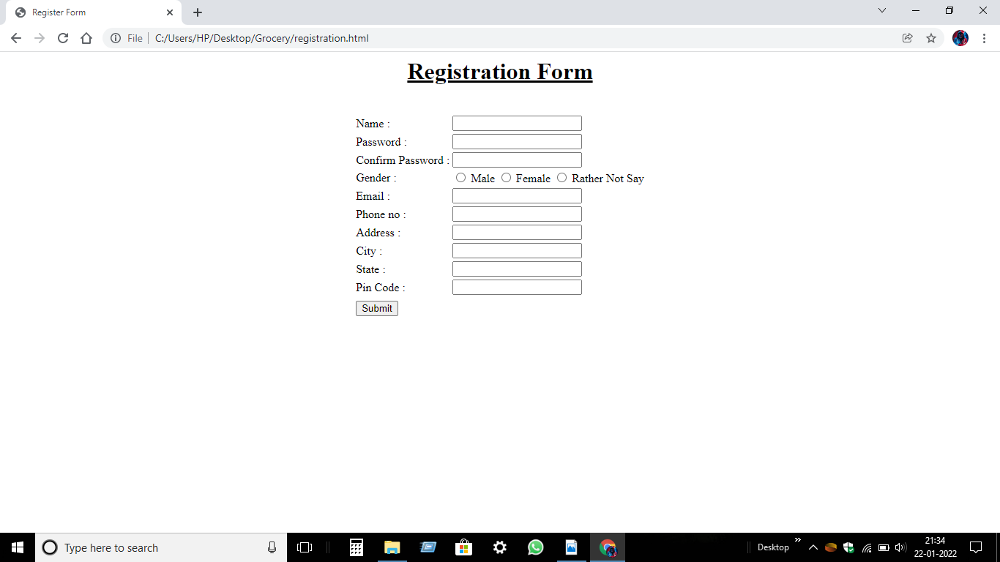 Register Form
File C:/Users/HP/Desktop/Grocery/registration.html
Registration Form
Name :
Password :
Confirm Password :
Gender : Male Female Rather Not Say
Email :
Phone no :
Address :
City :
State :
Pin Code :
Submit
Type here to search
Desktop
21:34
22-01-2022